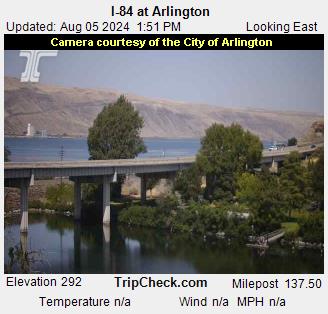 I-84 at Arlington
Updated: Aug 05 2024 1:51 PM Looking East
Camera courtesy of the City of Arlington
Elevation 292 TripCheck.com Milepost 137.50
Temperature n/a Wind n/a MPH n/a